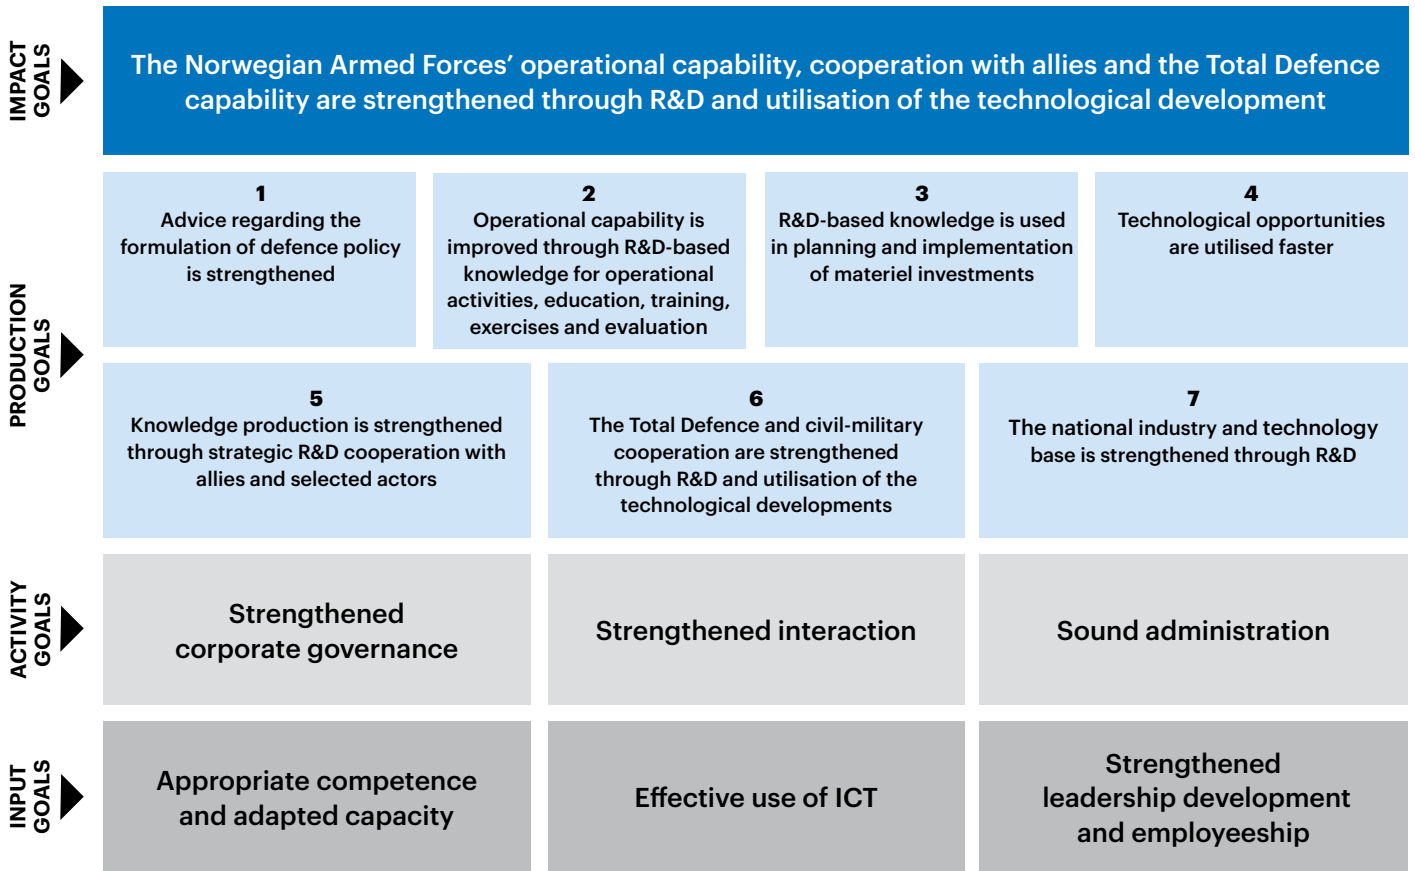 IMPACT
GOALS
The Norwegian Armed Forces’ operational capability, cooperation with allies and the Total Defence
capability are strengthened through R&D and utilisation of the technological development
PRODUCTION
GOALS
1
Advice regarding the
formulation of defence policy
is strengthened
2
Operational capability is
improved through R&D-based
knowledge for operational
activities, education, training,
exercises and evaluation
3
R&D-based knowledge is used
in planning and implementation
of materiel investments
4
Technological opportunities
are utilised faster
5
Knowledge production is strengthened
through strategic R&D cooperation with
allies and selected actors
6
The Total Defence and civil-military
cooperation are strengthened
through R&D and utilisation of the
technological developments
7
The national industry and technology
base is strengthened through R&D
ACTIVITY
GOALS
Strengthened
corporate governance
Strengthened interaction
Sound administration
INPUT
GOALS
Appropriate competence
and adapted capacity
Effective use of ICT
Strengthened
leadership development
and employeeship